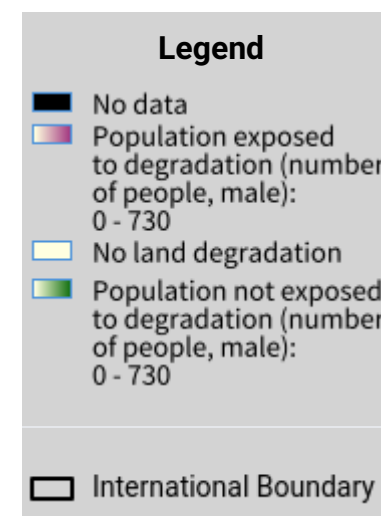 Legend
No data
Population exposed
to degradation (number
of people, male):
0 - 730
No land degradation
Population not exposed
to degradation (number
of people, male):
0 - 730
International Boundary